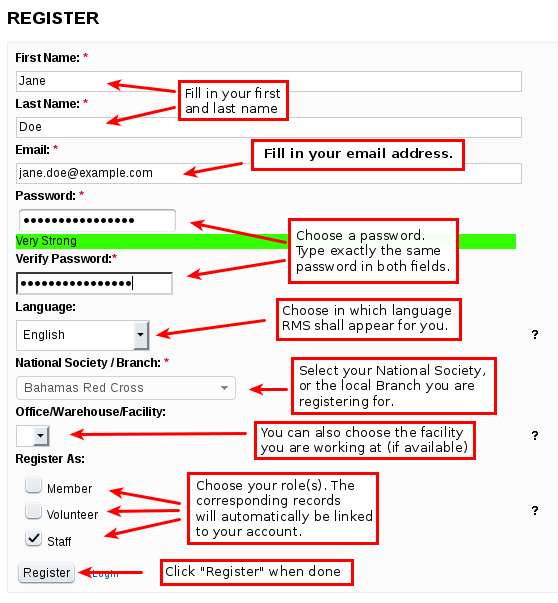 REGISTER
First Name: *
Jane
Fill in your first
and last name
Last Name: *
Doe
Email: *
Fill in your email address.
jane.doe@example.com
Password: *
••••••••••••••••
Very Strong
Choose a password.
Type exactly the same
password in both fields.
Verify Password:*
••••••••••••••••
Language:
English
Choose in which language
RMS shall appear for you.
?
National Society / Branch: *
Bahamas Red Cross
Select your National Society,
or the local Branch you are
registering for.
Office/Warehouse/Facility:
You can also choose the facility
you are working at (if available)
?
Register As:
Member
Volunteer
Staff
Choose your role(s). The
corresponding records
will automatically be linked
to your account.
?
Register
Login
Click "Register" when done